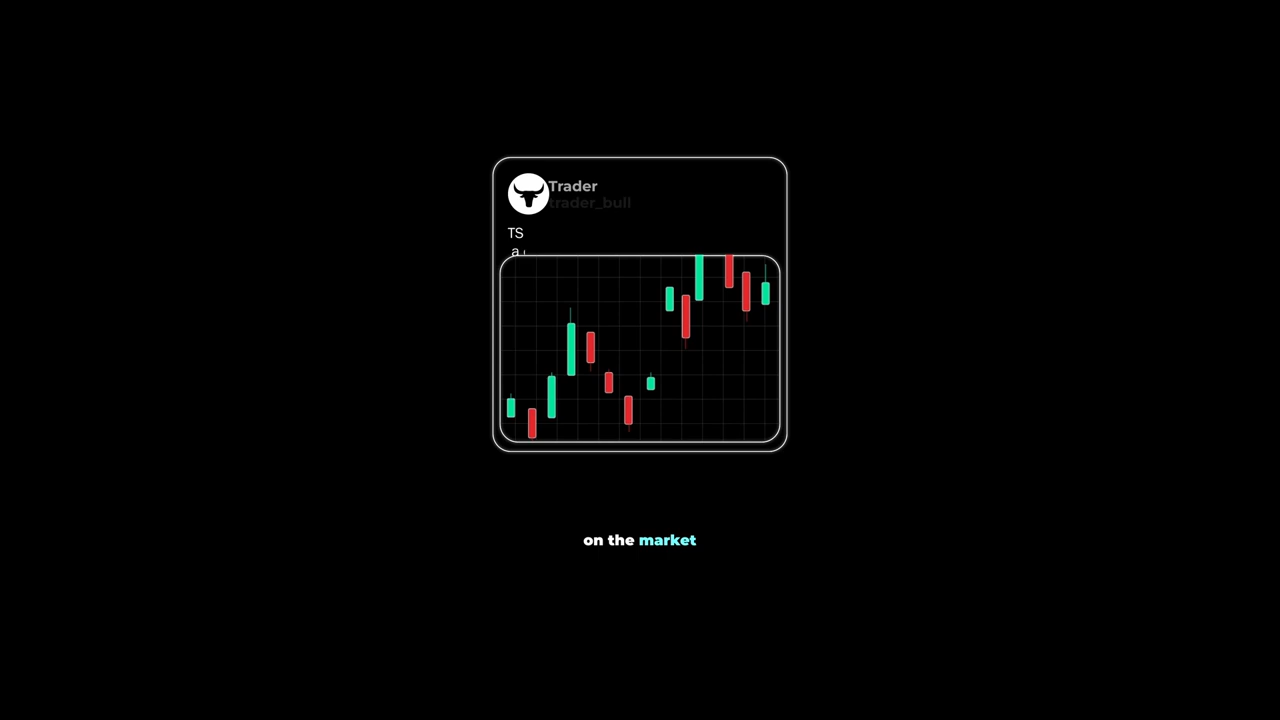 Trader
trader_bull
TS
a
on the market